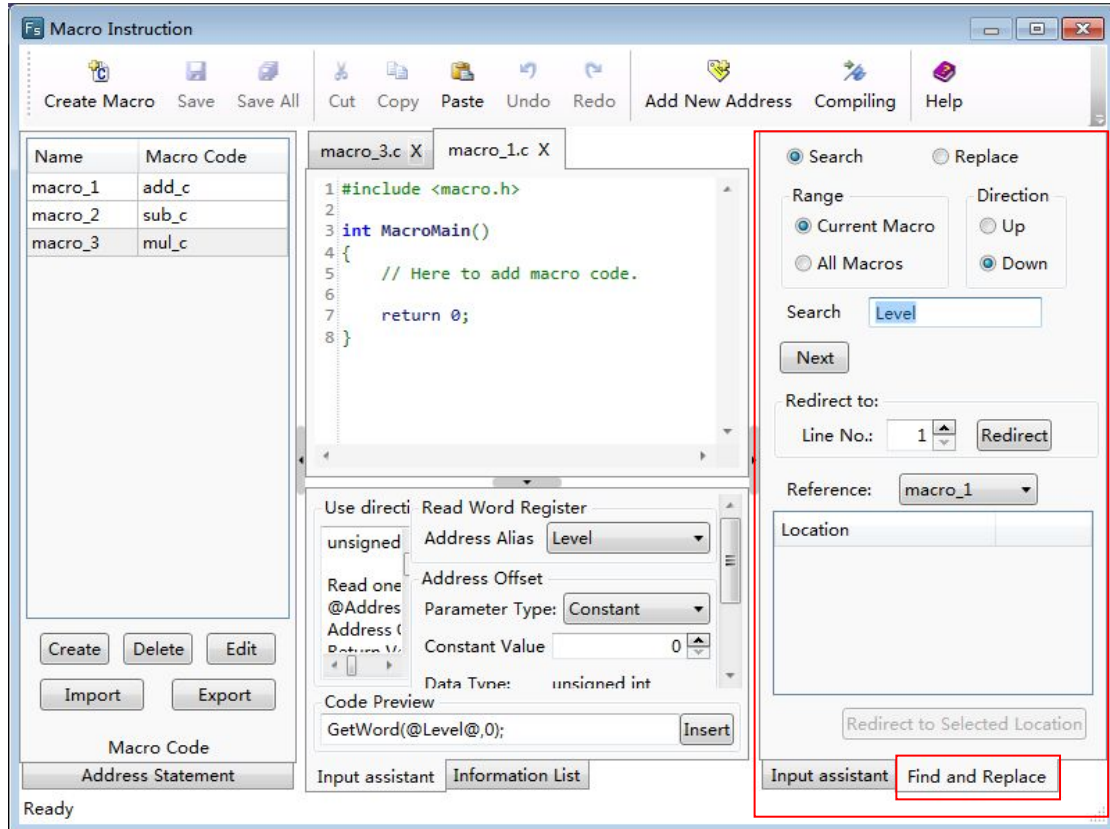 Fs Macro Instruction
Create Macro Save Save All Cut Copy Paste Undo Redo Add New Address Compiling Help
Name Macro Code
macro_1 add_c
macro_2 sub_c
macro_3 mul_c
Create Delete Edit
Import Export
Macro Code
Address Statement
Ready
macro_3.c X macro_1.c X
1 #include <macro.h>
2
3 int MacroMain()
4 {
5 // Here to add macro code.
6
7 return 0;
8 }
Use directi
unsigned
Read one
@Addres
Address
Read Word Register
Address Alias Level
Address Offset
Parameter Type: Constant
Constant Value 0
Data Type: unsigned int
Code Preview
GetWord(@Level@,0); Insert
Input assistant Information List
Search Replace
Range Direction
Current Macro Up
All Macros Down
Search Level
Next
Redirect to:
Line No.: 1 Redirect
Reference: macro_1
Location
Redirect to Selected Location
Input assistant Find and Replace